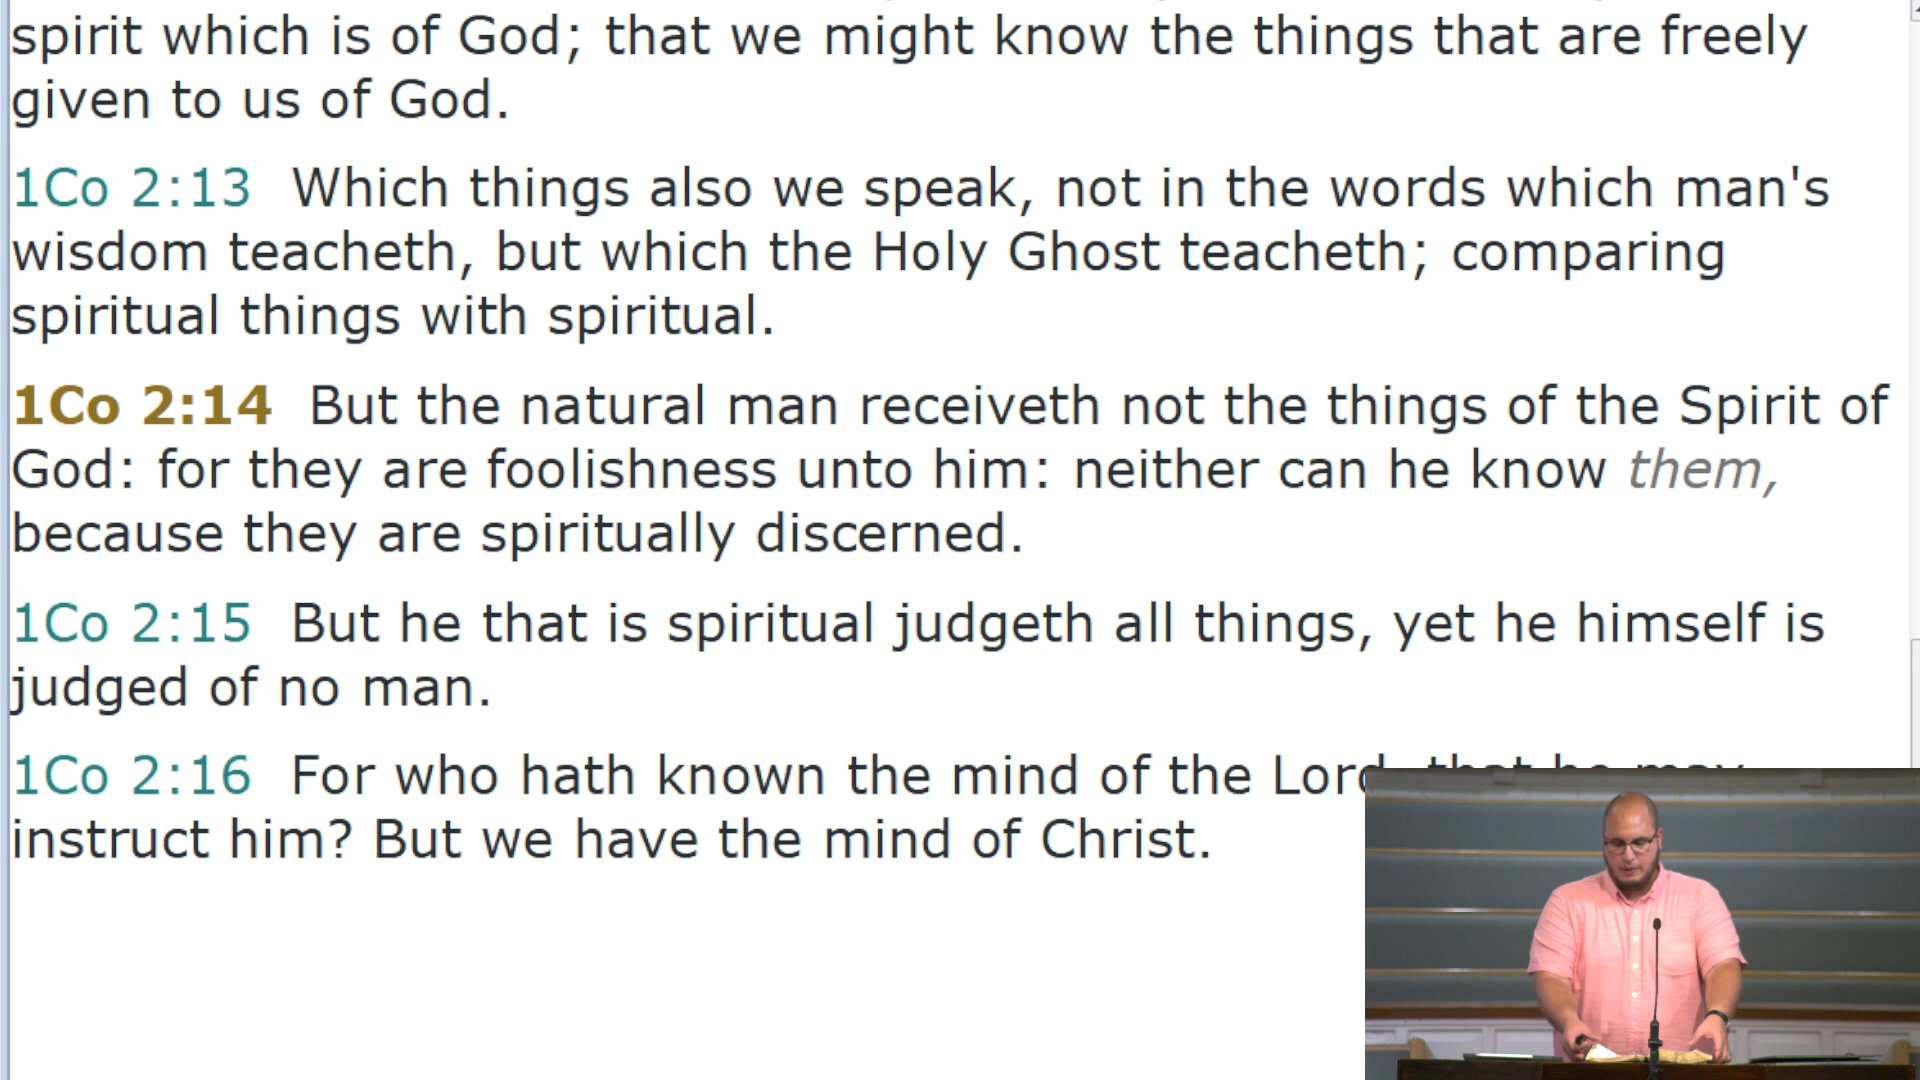 spirit which is of God; that we might know the things that are freely
given to us of God.
1Co 2:13 Which things also we speak, not in the words which man's
wisdom teacheth, but which the Holy Ghost teacheth; comparing
spiritual things with spiritual.
1Co 2:14 But the natural man receiveth not the things of the Spirit of
God: for they are foolishness unto him: neither can he know them,
because they are spiritually discerned.
1Co 2:15 But he that is spiritual judgeth all things, yet he himself is
judged of no man.
1Co 2:16 For who hath known the mind of the Lord, that he may
instruct him? But we have the mind of Christ.